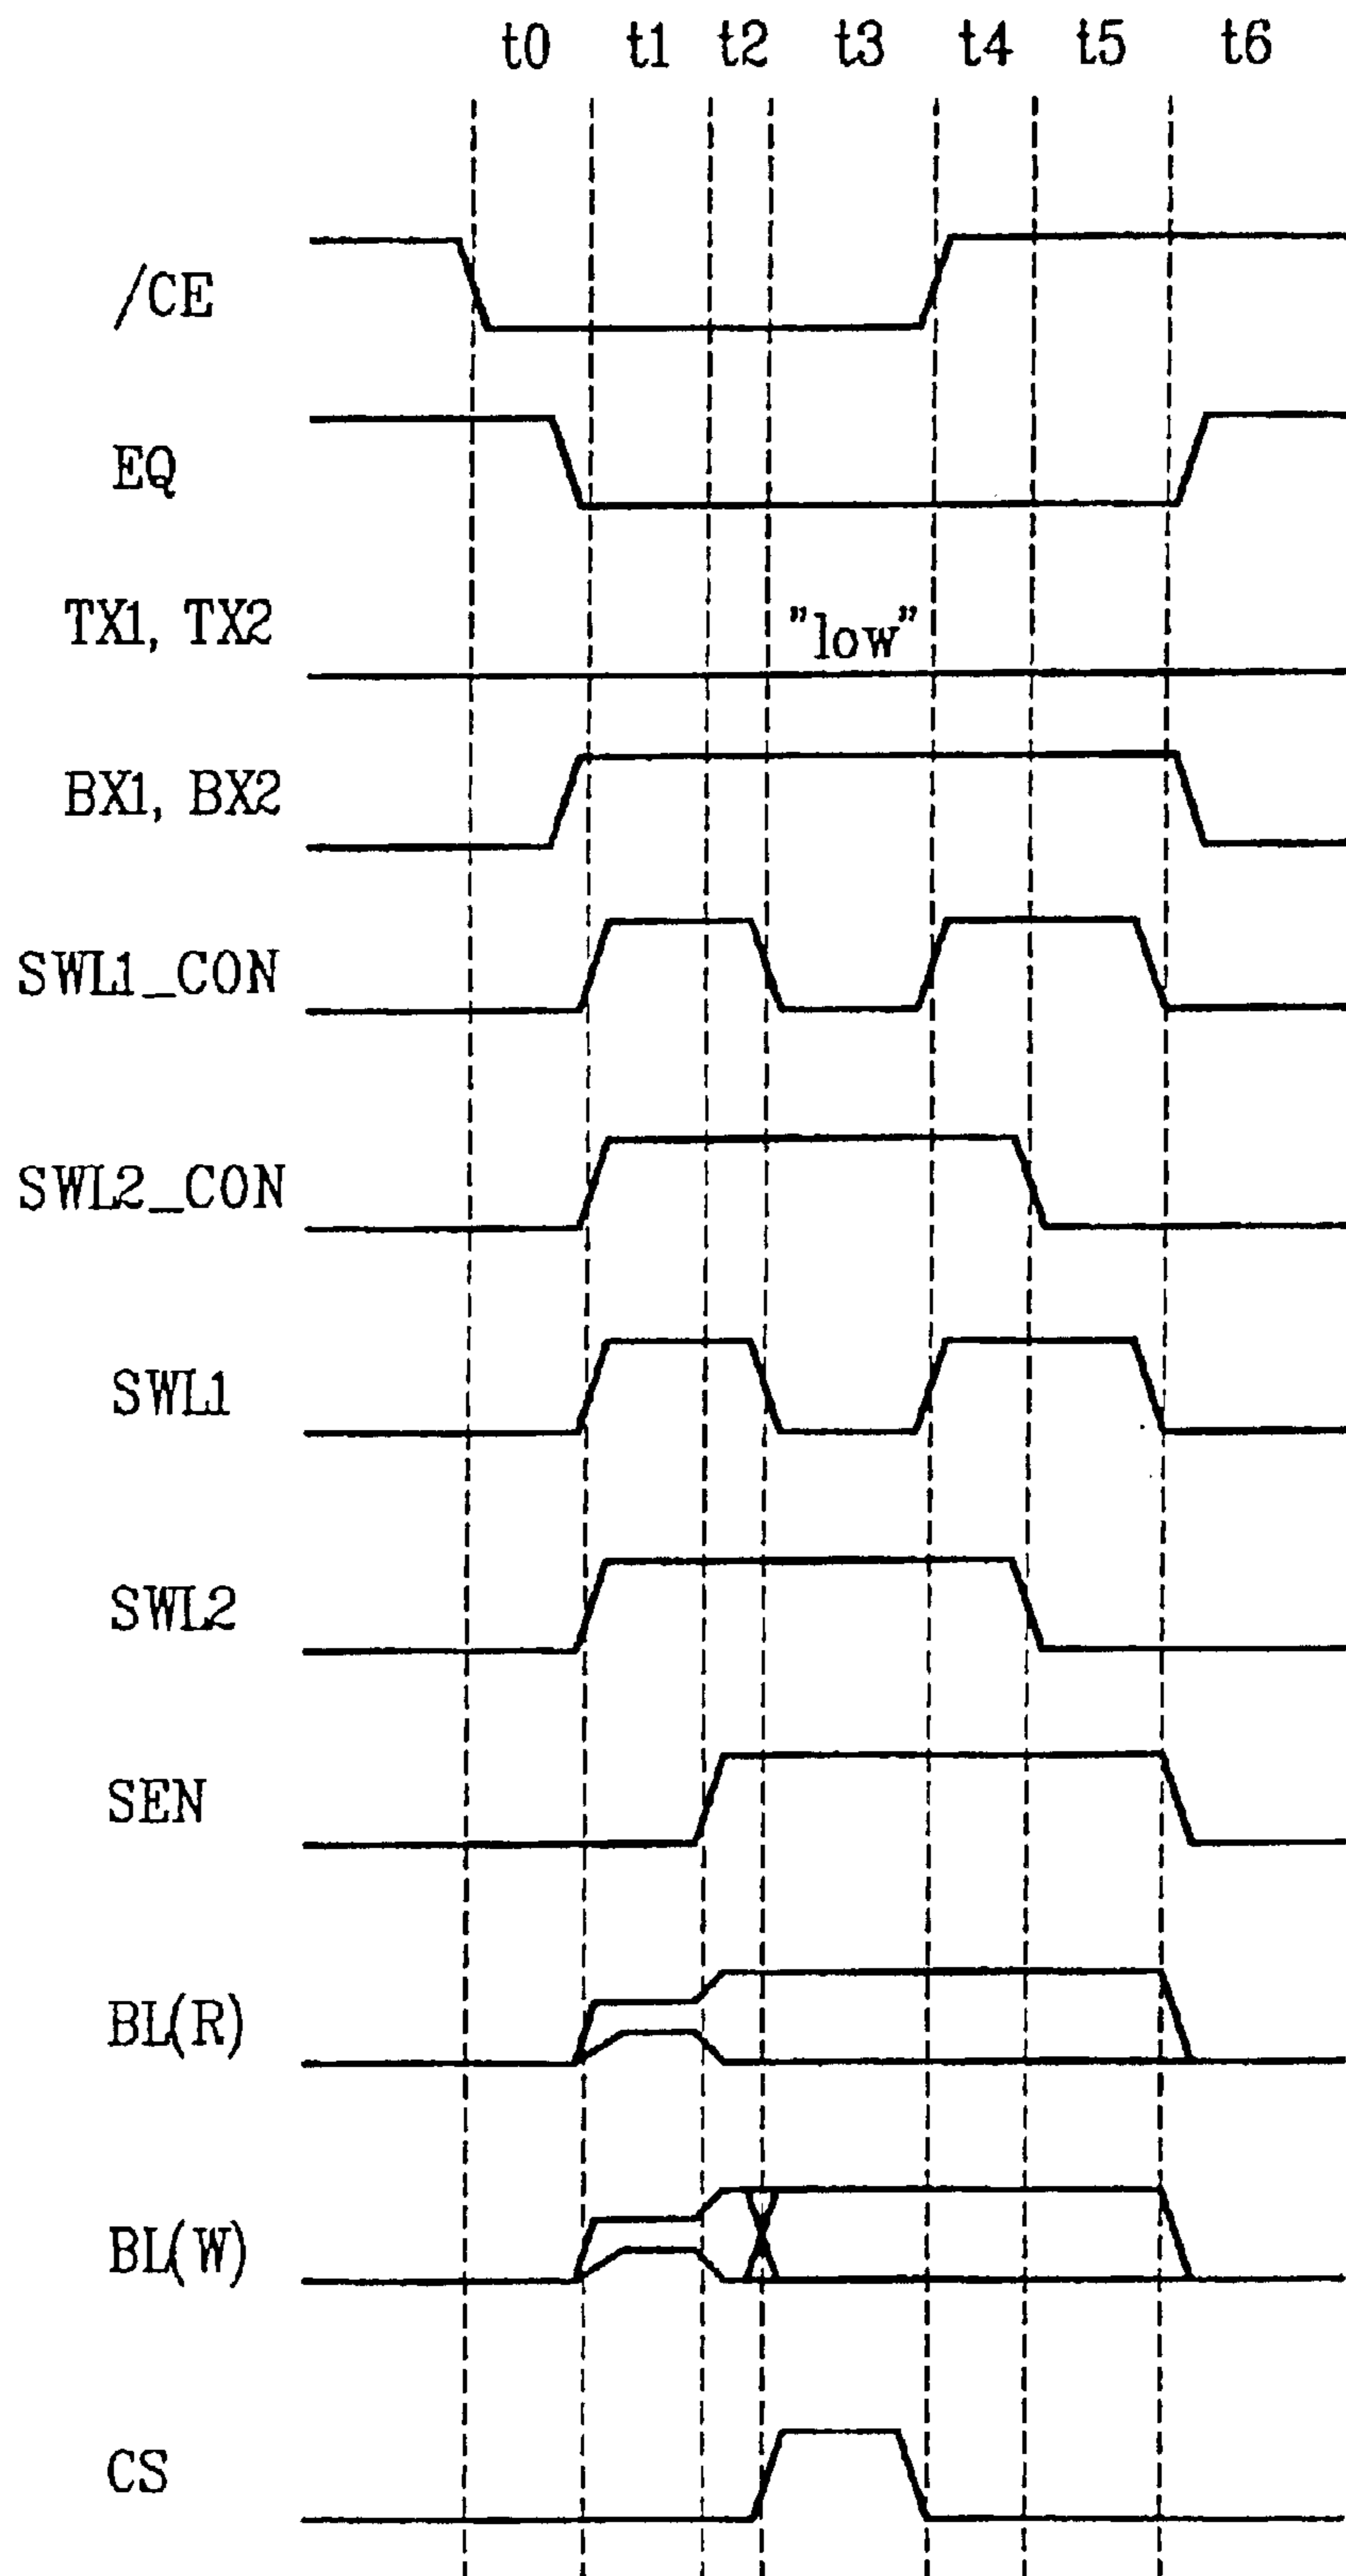 t0 t1 t2 t3 t4 t5 t6
/CE
EQ
TX1, TX2 "low"
BX1, BX2
SWL1_CON
SWL2_CON
SWL1
SWL2
SEN
BL(R)
BL(W)
CS